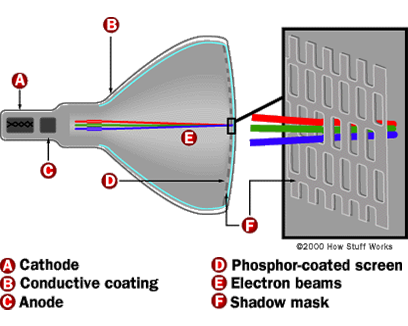 B
A
C
E
D
F
©2000 How Stuff Works
A Cathode
B Conductive coating
C Anode
D Phosphor-coated screen
E Electron beams
F Shadow mask